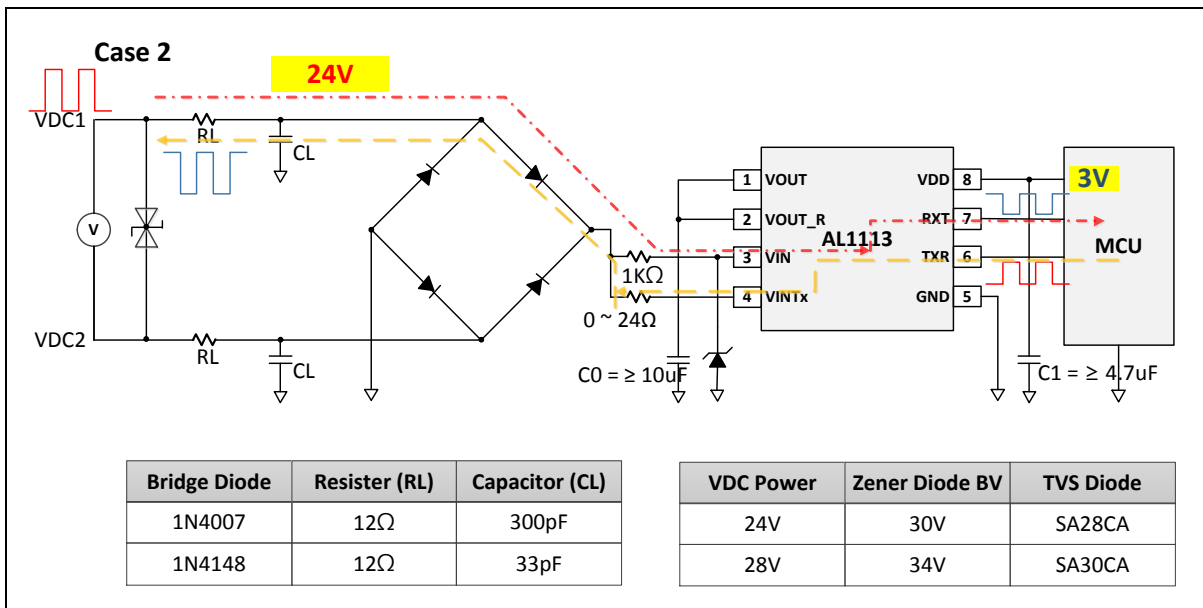 Case 2
24V
VDC1
RL
CL
V
VDC2
RL
CL
1KΩ
0 ~ 24Ω
C0 = ≥ 10uF
1 VOUT VDD 8
2 VOUT_R RXT 7
AL1113
3 VIN TXR 6
4 VINTx GND 5
3V
MCU
C1 = ≥ 4.7uF
Bridge Diode Resister (RL) Capacitor (CL)
1N4007 12Ω 300pF
1N4148 12Ω 33pF
VDC Power Zener Diode BV TVS Diode
24V 30V SA28CA
28V 34V SA30CA